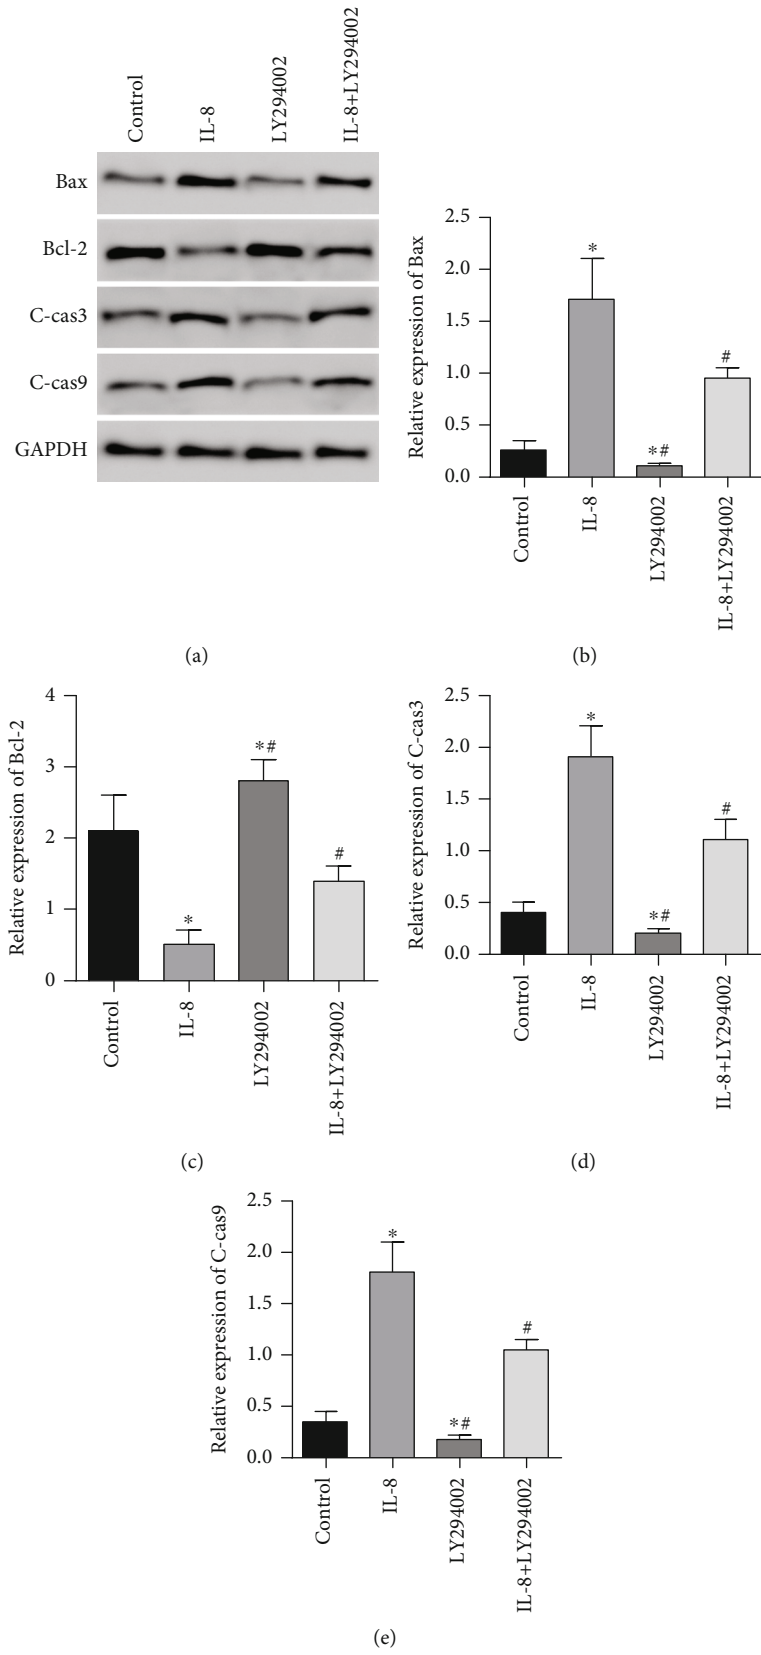 Control
IL-8
LY294002
IL-8+LY294002
Bax
Bcl-2
C-cas3
C-cas9
GAPDH
(a)
Relative expression of Bax
2.5
2.0
1.5
1.0
0.5
0.0
*
*#
#
Control
IL-8
LY294002
IL-8+LY294002
(b)
Relative expression of Bcl-2
4
3
2
1
0
*
*#
#
Control
IL-8
LY294002
IL-8+LY294002
(c)
Relative expression of C-cas3
2.5
2.0
1.5
1.0
0.5
0.0
*
*#
#
Control
IL-8
LY294002
IL-8+LY294002
(d)
Relative expression of C-cas9
2.5
2.0
1.5
1.0
0.5
0.0
*
*#
#
Control
IL-8
LY294002
IL-8+LY294002
(e)